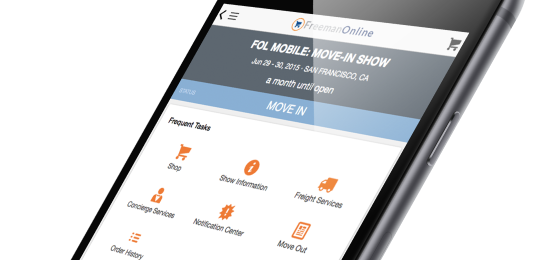 FreemanOnline
FOL MOBILE: MOVE-IN SHOW
Jun 29 - 30, 2015 · SAN FRANCISCO, CA
a month until open
STATUS
MOVE IN
Frequent Tasks
Shop
Show Information
Freight Services
Concierge Services
Notification Center
Move Out
Order History